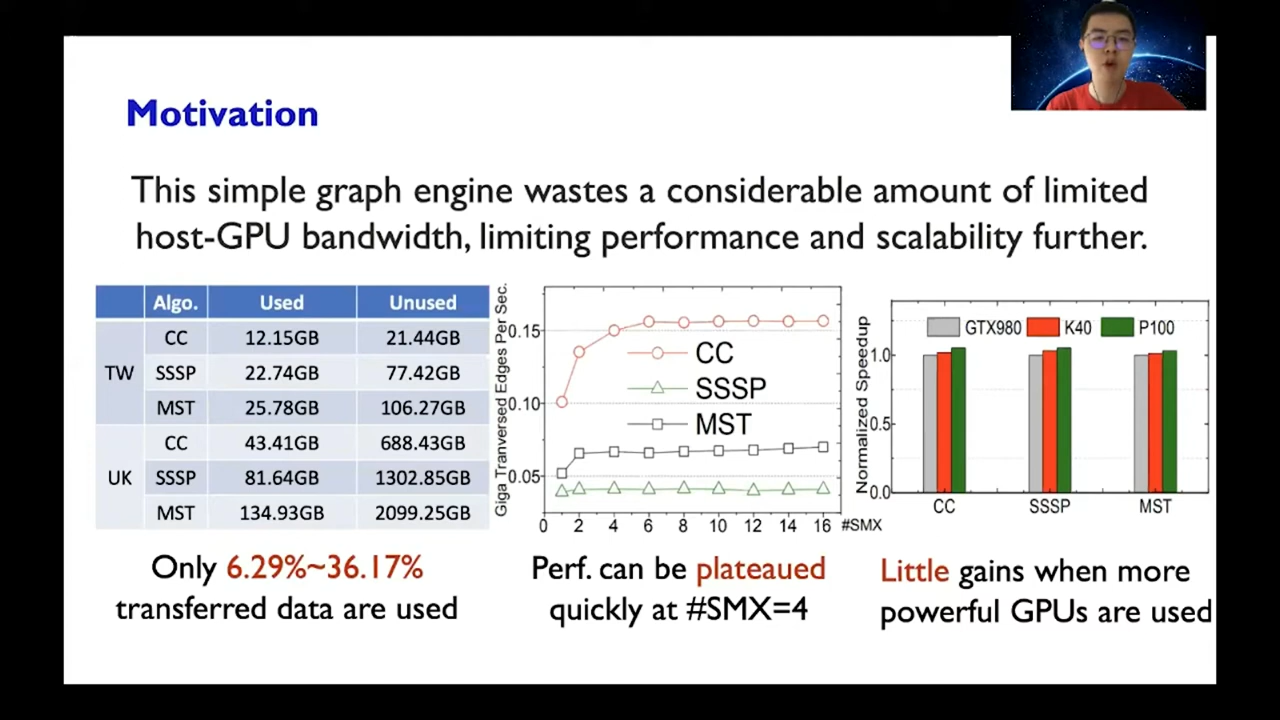 Motivation
This simple graph engine wastes a considerable amount of limited
host-GPU bandwidth, limiting performance and scalability further.
Algo. Used Unused
TW
CC 12.15GB 21.44GB
SSSP 22.74GB 77.42GB
MST 25.78GB 106.27GB
UK
CC 43.41GB 688.43GB
SSSP 81.64GB 1302.85GB
MST 134.93GB 2099.25GB
Only 6.29%~36.17%
transferred data are used
Giga Tranversed Edges Per Sec.
0.15
0.10
0.05
CC
SSSP
MST
0 2 4 6 8 10 12 14 16 #SMX
Perf. can be plateaued
quickly at #SMX=4
Normalized Speedup
GTX980 K40 P100
1.0
0.5
0.0
CC SSSP MST
Little gains when more
powerful GPUs are used